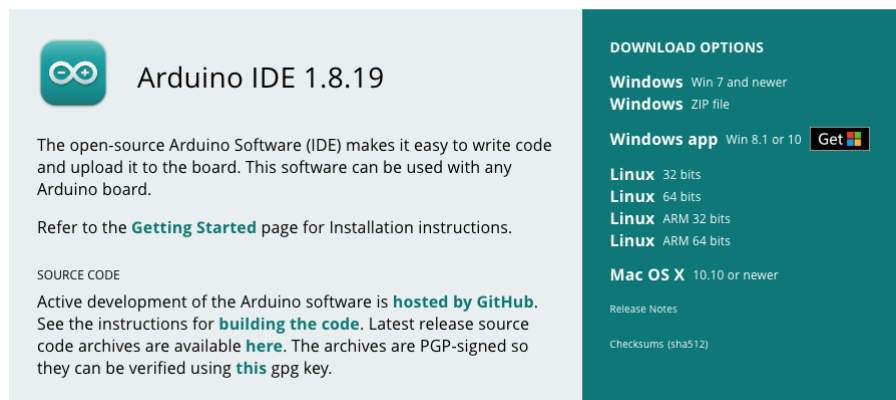 Arduino IDE 1.8.19
The open-source Arduino Software (IDE) makes it easy to write code
and upload it to the board. This software can be used with any
Arduino board.
Refer to the Getting Started page for Installation instructions.
SOURCE CODE
Active development of the Arduino software is hosted by GitHub.
See the instructions for building the code. Latest release source
code archives are available here. The archives are PGP-signed so
they can be verified using this gpg key.
DOWNLOAD OPTIONS
Windows Win 7 and newer
Windows ZIP file
Windows app Win 8.1 or 10 Get
Linux 32 bits
Linux 64 bits
Linux ARM 32 bits
Linux ARM 64 bits
Mac OS X 10.10 or newer
Release Notes
Checksums (sha512)